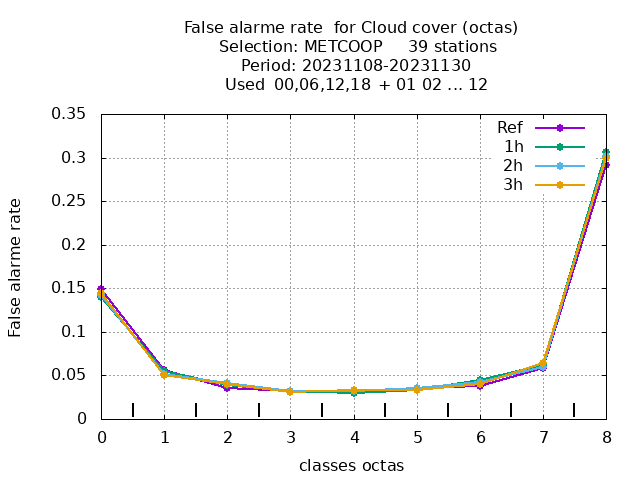 False alarme rate  for Cloud cover (octas)
Selection: METCOOP     39 stations
Period: 20231108-20231130
Used  00,06,12,18 + 01 02 ... 12
0.35
0.3
0.25
0.2
0.15
0.1
0.05
0
False alarme rate
Ref
1h
2h
3h
0 1 2 3 4 5 6 7 8
classes octas